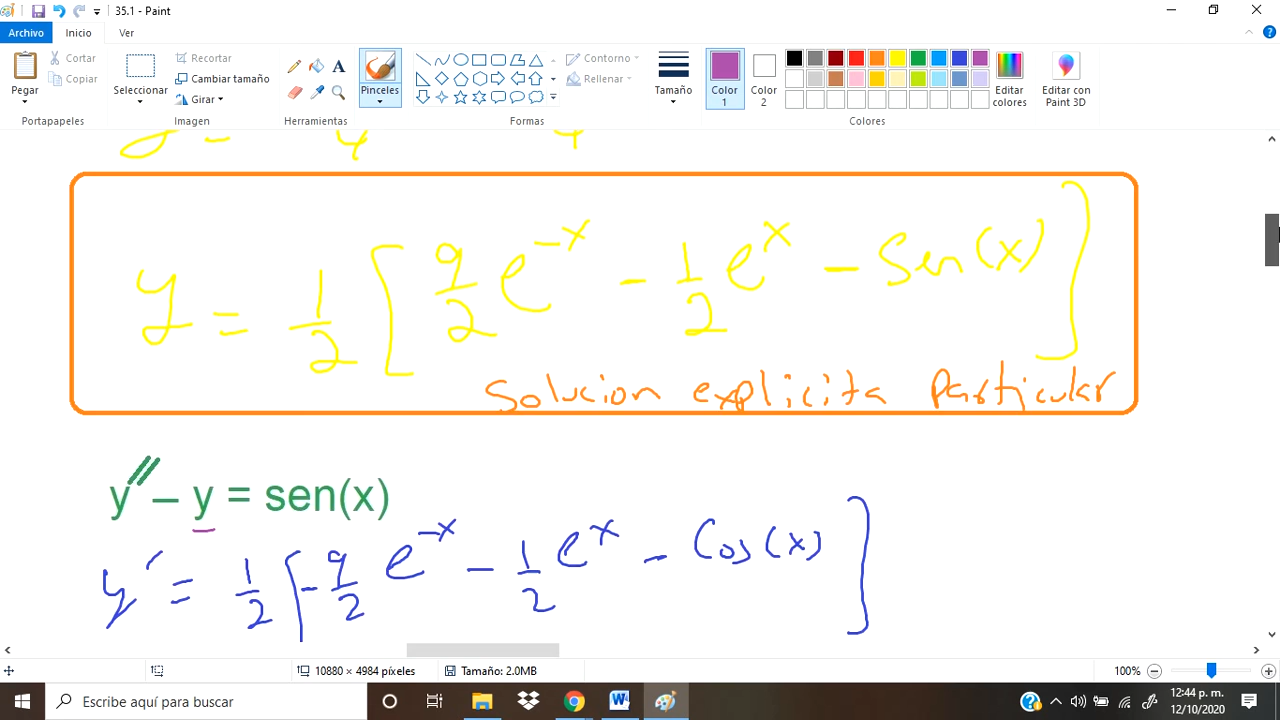 35.1 - Paint
Archivo Inicio Ver
Pegar
Cortar
Copiar
Portapapeles
Seleccionar
Recortar
Cambiar tamaño
Girar
Imagen
A
Herramientas
Pinceles
Contorno
Rellenar
Formas
Tamaño
Color 1
Color 2
Editar colores
Editar con Paint 3D
Colores
y = 1/2 [ 9/2 e^-x - 1/2 e^x - Sen(x) ]
Solucion explicita Particular
y'' – y = sen(x)
y' = 1/2 [ -9/2 e^-x - 1/2 e^x - Cos(x) ]
10880 × 4984 píxeles Tamaño: 2.0MB 100%
Escribe aquí para buscar
12:44 p. m.
12/10/2020